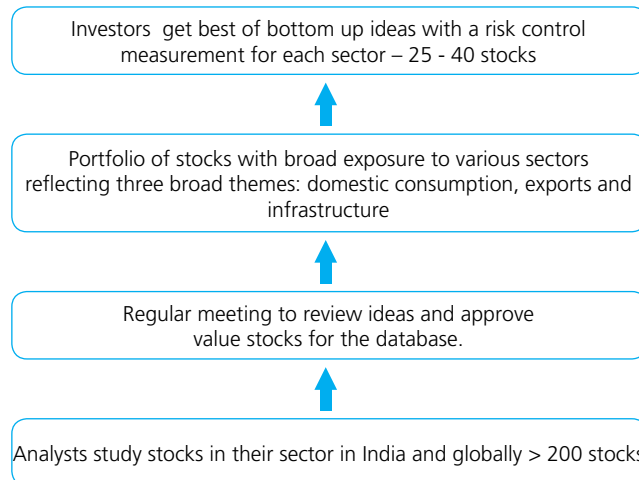 Investors get best of bottom up ideas with a risk control
measurement for each sector – 25 - 40 stocks
Portfolio of stocks with broad exposure to various sectors
reflecting three broad themes: domestic consumption, exports and
infrastructure
Regular meeting to review ideas and approve
value stocks for the database.
Analysts study stocks in their sector in India and globally > 200 stocks